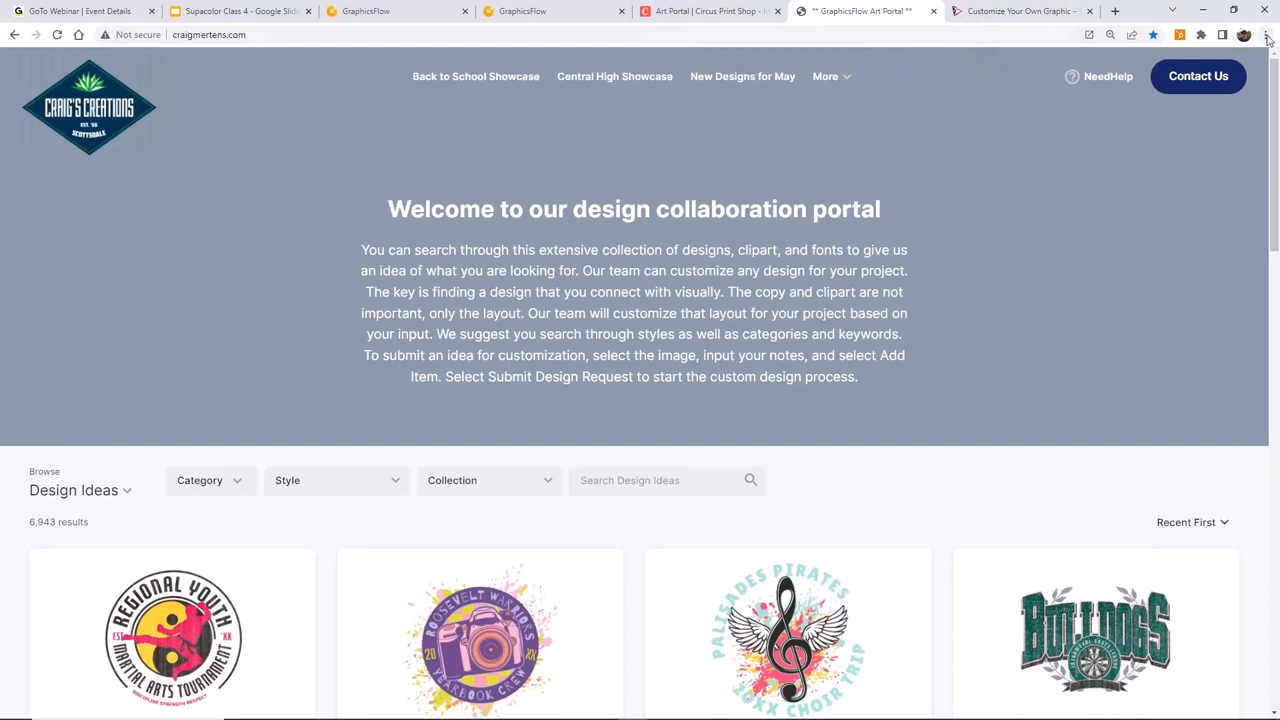 GoTo Webinar | Event Details
Supacolor Class 4 - Google Slide
GraphicsFlow
GraphicsFlow
Art Portal | Circus Print Shop - In
** GraphicsFlow Art Portal **
Customize Your Own Graphic –
Not secure | craigmertens.com
CRAIG'S CREATIONS
EST. '98
SCOTTSDALE
Back to School Showcase
Central High Showcase
New Designs for May
More
NeedHelp
Contact Us
Welcome to our design collaboration portal
You can search through this extensive collection of designs, clipart, and fonts to give us
an idea of what you are looking for. Our team can customize any design for your project.
The key is finding a design that you connect with visually. The copy and clipart are not
important, only the layout. Our team will customize that layout for your project based on
your input. We suggest you search through styles as well as categories and keywords.
To submit an idea for customization, select the image, input your notes, and select Add
Item. Select Submit Design Request to start the custom design process.
Browse
Design Ideas
Category
Style
Collection
Search Design Ideas
6,943 results
Recent First
REGIONAL YOUTH
EST
'XX
MARTIAL ARTS TOURNAMENT
DISCIPLINE STRENGTH RESPECT
ROOSEVELT WARRIORS
20
XX
YEARBOOK CREW
PALISADES PIRATES
20XX CHOIR TRIP
BULLDOGS